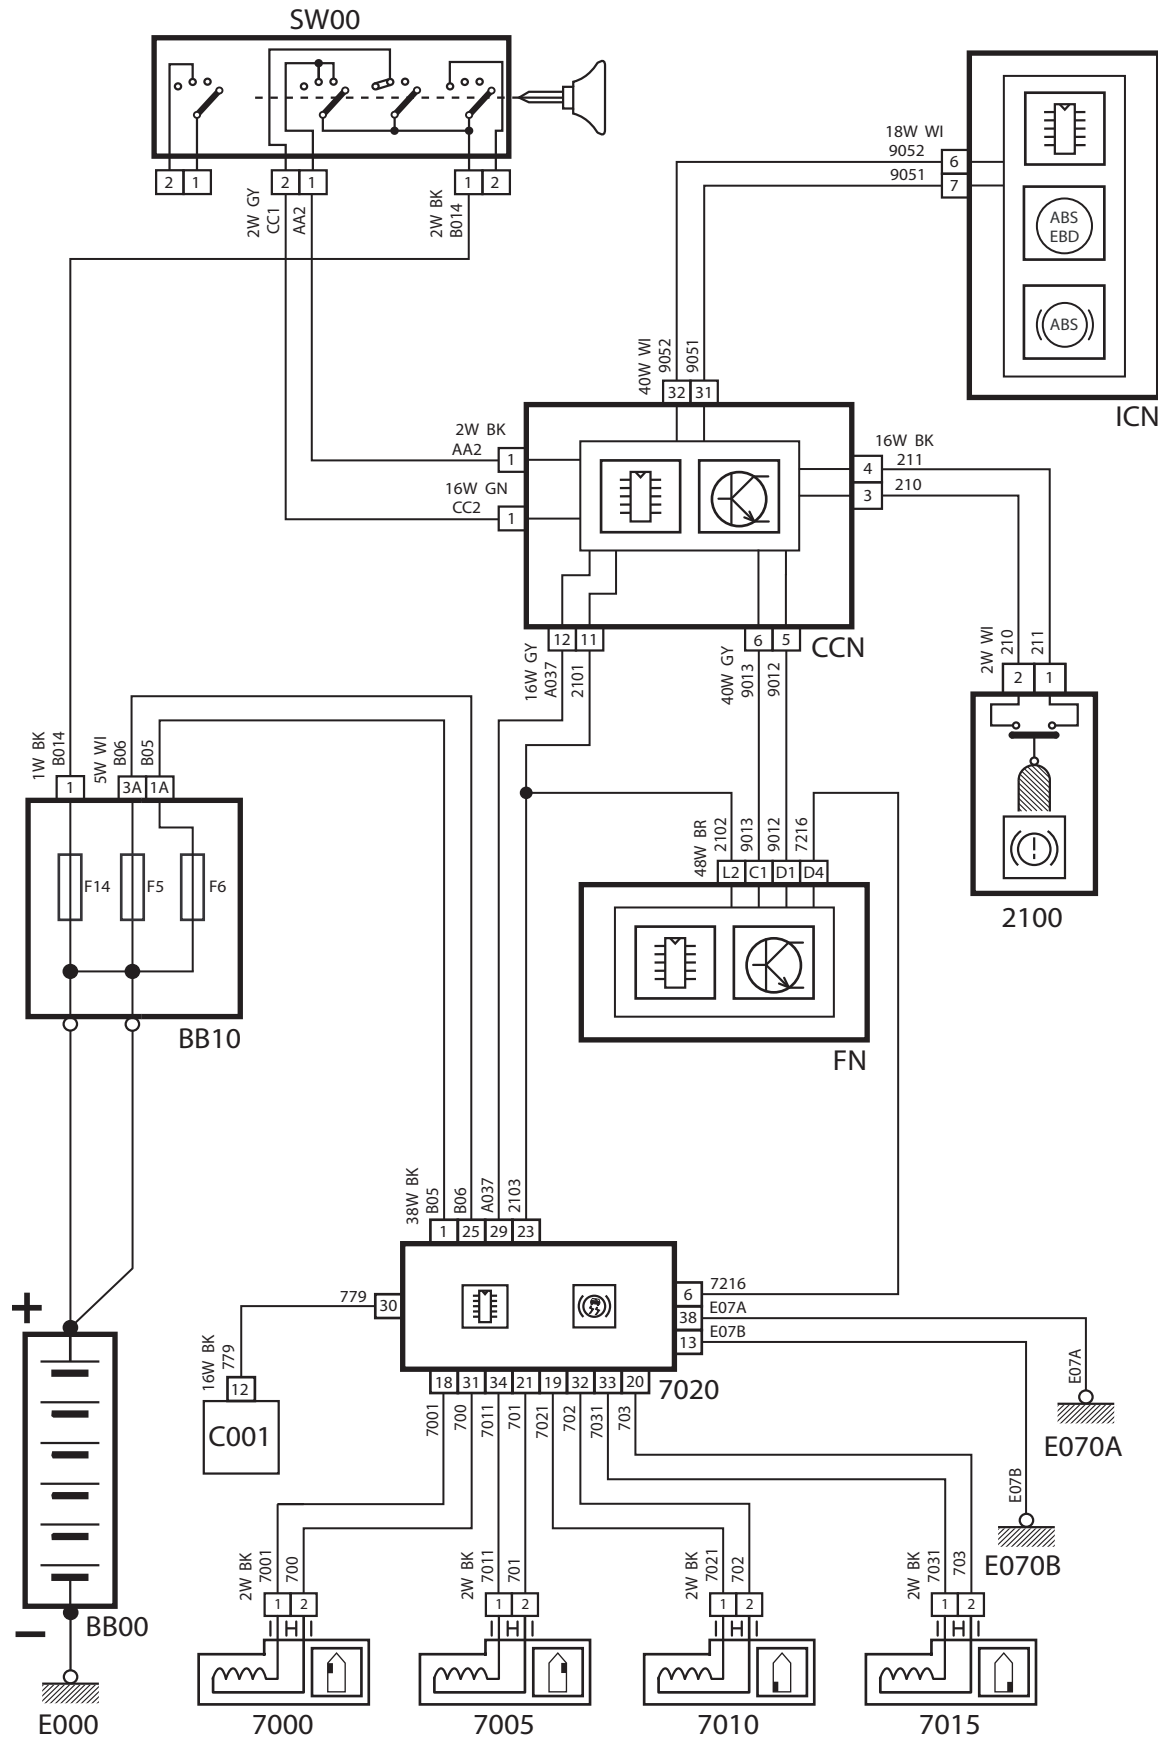 SW00
2 1
2 1
1 2
2W GY
CC1
AA2
2W BK
B014
18W WI
9052
9051
6
7
ABS
EBD
ABS
ICN
40W WI
9052
9051
32 31
2W BK
AA2
1
16W GN
CC2
1
16W BK
4
211
3
210
12 11
6 5
CCN
16W GY
A037
2101
40W GY
9013
9012
2W WI
210
211
2 1
2100
1W BK
B014
5W WI
B06
B05
1
3A 1A
F14
F5
F6
BB10
48W BR
2102
9013
9012
7216
L2 C1 D1 D4
FN
38W BK
B05
B06
A037
2103
1 25 29 23
779
30
6
7216
38
E07A
13
E07B
16W BK
779
12
C001
18 31 34 21 19 32 33 20
7020
7001
700
7011
701
7021
702
7031
703
E07A
E070A
E07B
E070B
+
−
BB00
E000
2W BK
7001
700
1 2
7000
2W BK
7011
701
1 2
7005
2W BK
7021
702
1 2
7010
2W BK
7031
703
1 2
7015